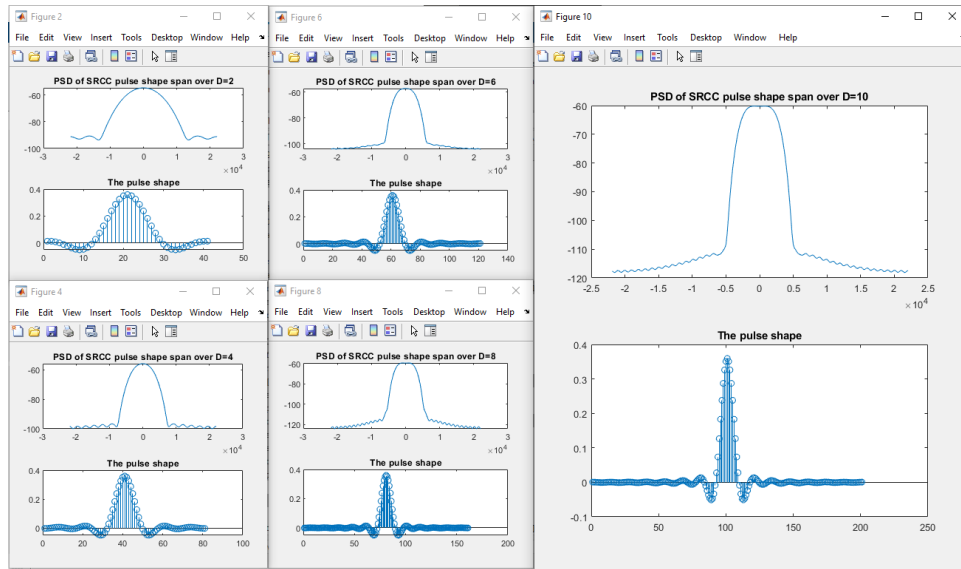 Figure 2
File Edit View Insert Tools Desktop Window Help
PSD of SRCC pulse shape span over D=2
-60
-80
-100
-3 -2 -1 0 1 2 3
×10⁴
The pulse shape
0.4
0.2
0
0 10 20 30 40 50
Figure 6
File Edit View Insert Tools Desktop Window Help
PSD of SRCC pulse shape span over D=6
-60
-80
-100
-3 -2 -1 0 1 2 3
×10⁴
The pulse shape
0.4
0.2
0
0 20 40 60 80 100 120 140
Figure 4
File Edit View Insert Tools Desktop Window Help
PSD of SRCC pulse shape span over D=4
-60
-80
-100
-3 -2 -1 0 1 2 3
×10⁴
The pulse shape
0.4
0.2
0
0 20 40 60 80 100
Figure 8
File Edit View Insert Tools Desktop Window Help
PSD of SRCC pulse shape span over D=8
-60
-80
-100
-120
-3 -2 -1 0 1 2 3
×10⁴
The pulse shape
0.4
0.2
0
0 50 100 150 200
Figure 10
File Edit View Insert Tools Desktop Window Help
PSD of SRCC pulse shape span over D=10
-60
-70
-80
-90
-100
-110
-120
-2.5 -2 -1.5 -1 -0.5 0 0.5 1 1.5 2 2.5
×10⁴
The pulse shape
0.4
0.3
0.2
0.1
0
-0.1
0 50 100 150 200 250